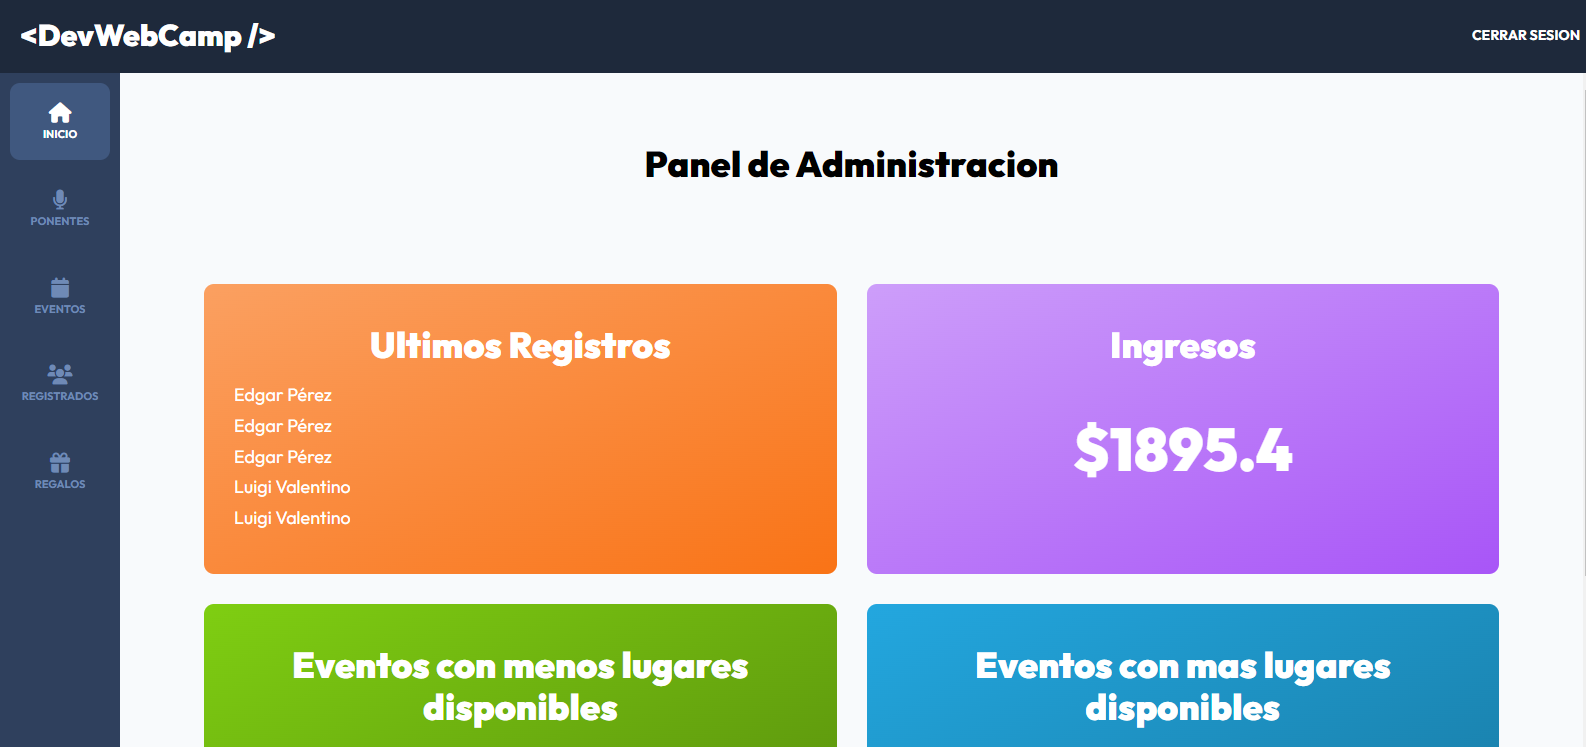 <DevWebCamp />
CERRAR SESION
INICIO
PONENTES
EVENTOS
REGISTRADOS
REGALOS
Panel de Administracion
Ultimos Registros
Edgar Pérez
Edgar Pérez
Edgar Pérez
Luigi Valentino
Luigi Valentino
Ingresos
$1895.4
Eventos con menos lugares
disponibles
Eventos con mas lugares
disponibles